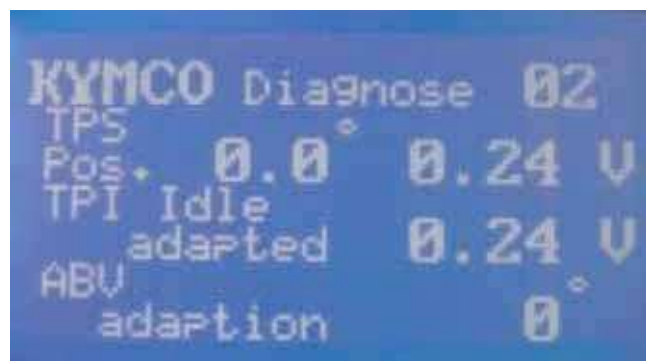 KYMCO Diagnose 02
TPS
Pos. 0.0° 0.24 V
TPI Idle
adapted 0.24 V
ABV
adaption 0°